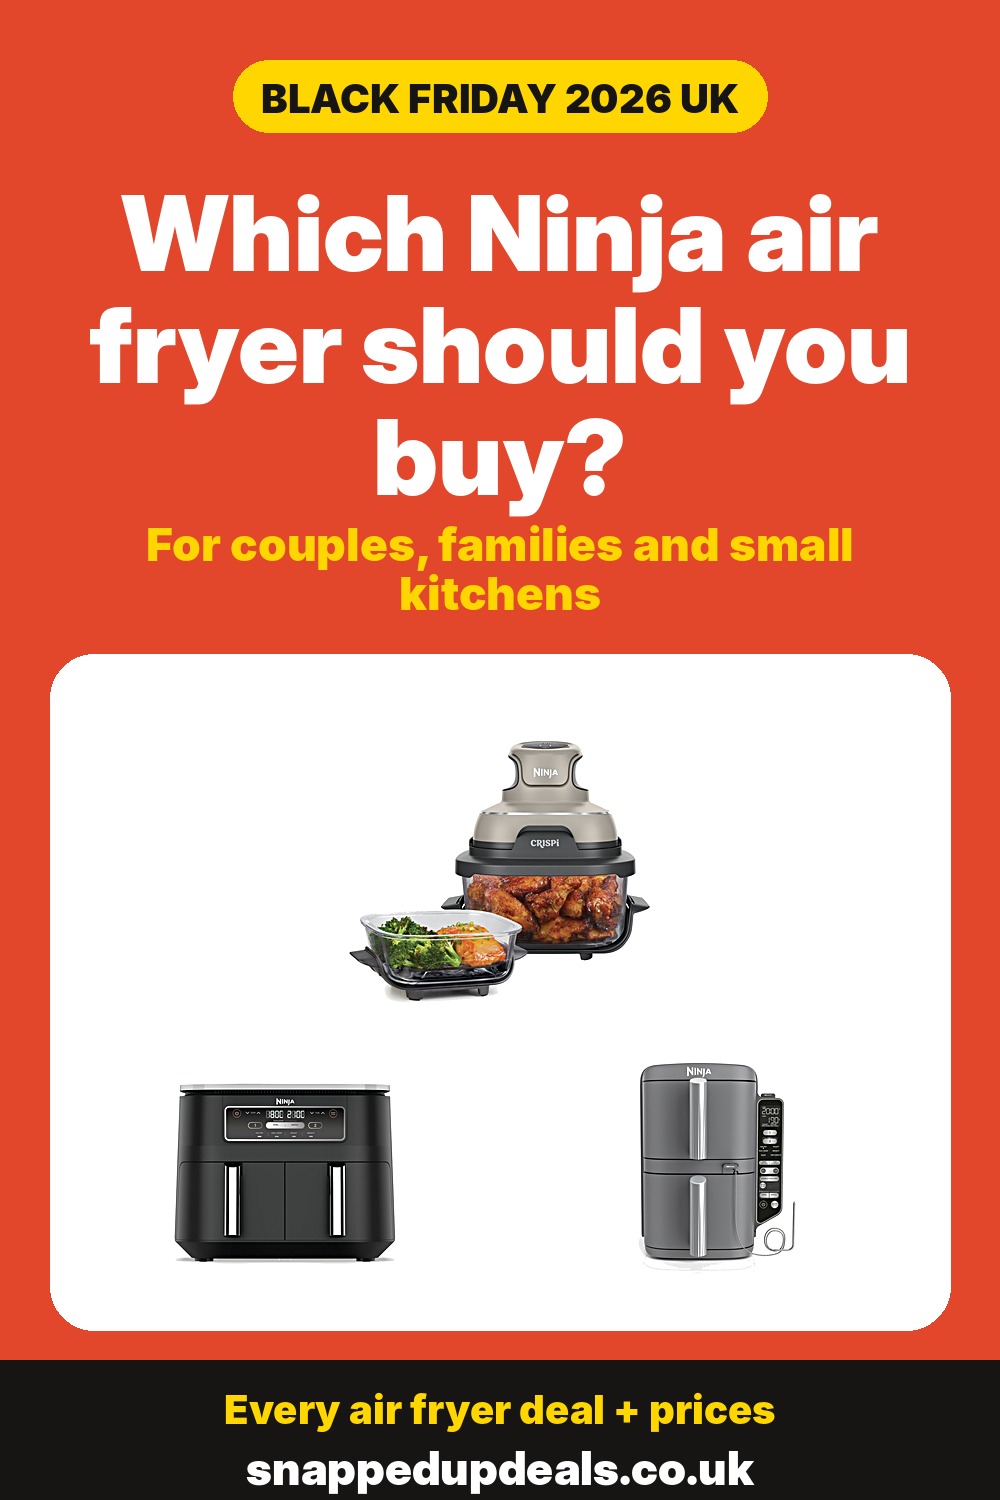 BLACK FRIDAY 2026 UK
Which Ninja air
fryer should you
buy?
For couples, families and small
kitchens
NINJA
CRISPi
NINJA
NINJA
Every air fryer deal + prices
snappedupdeals.co.uk